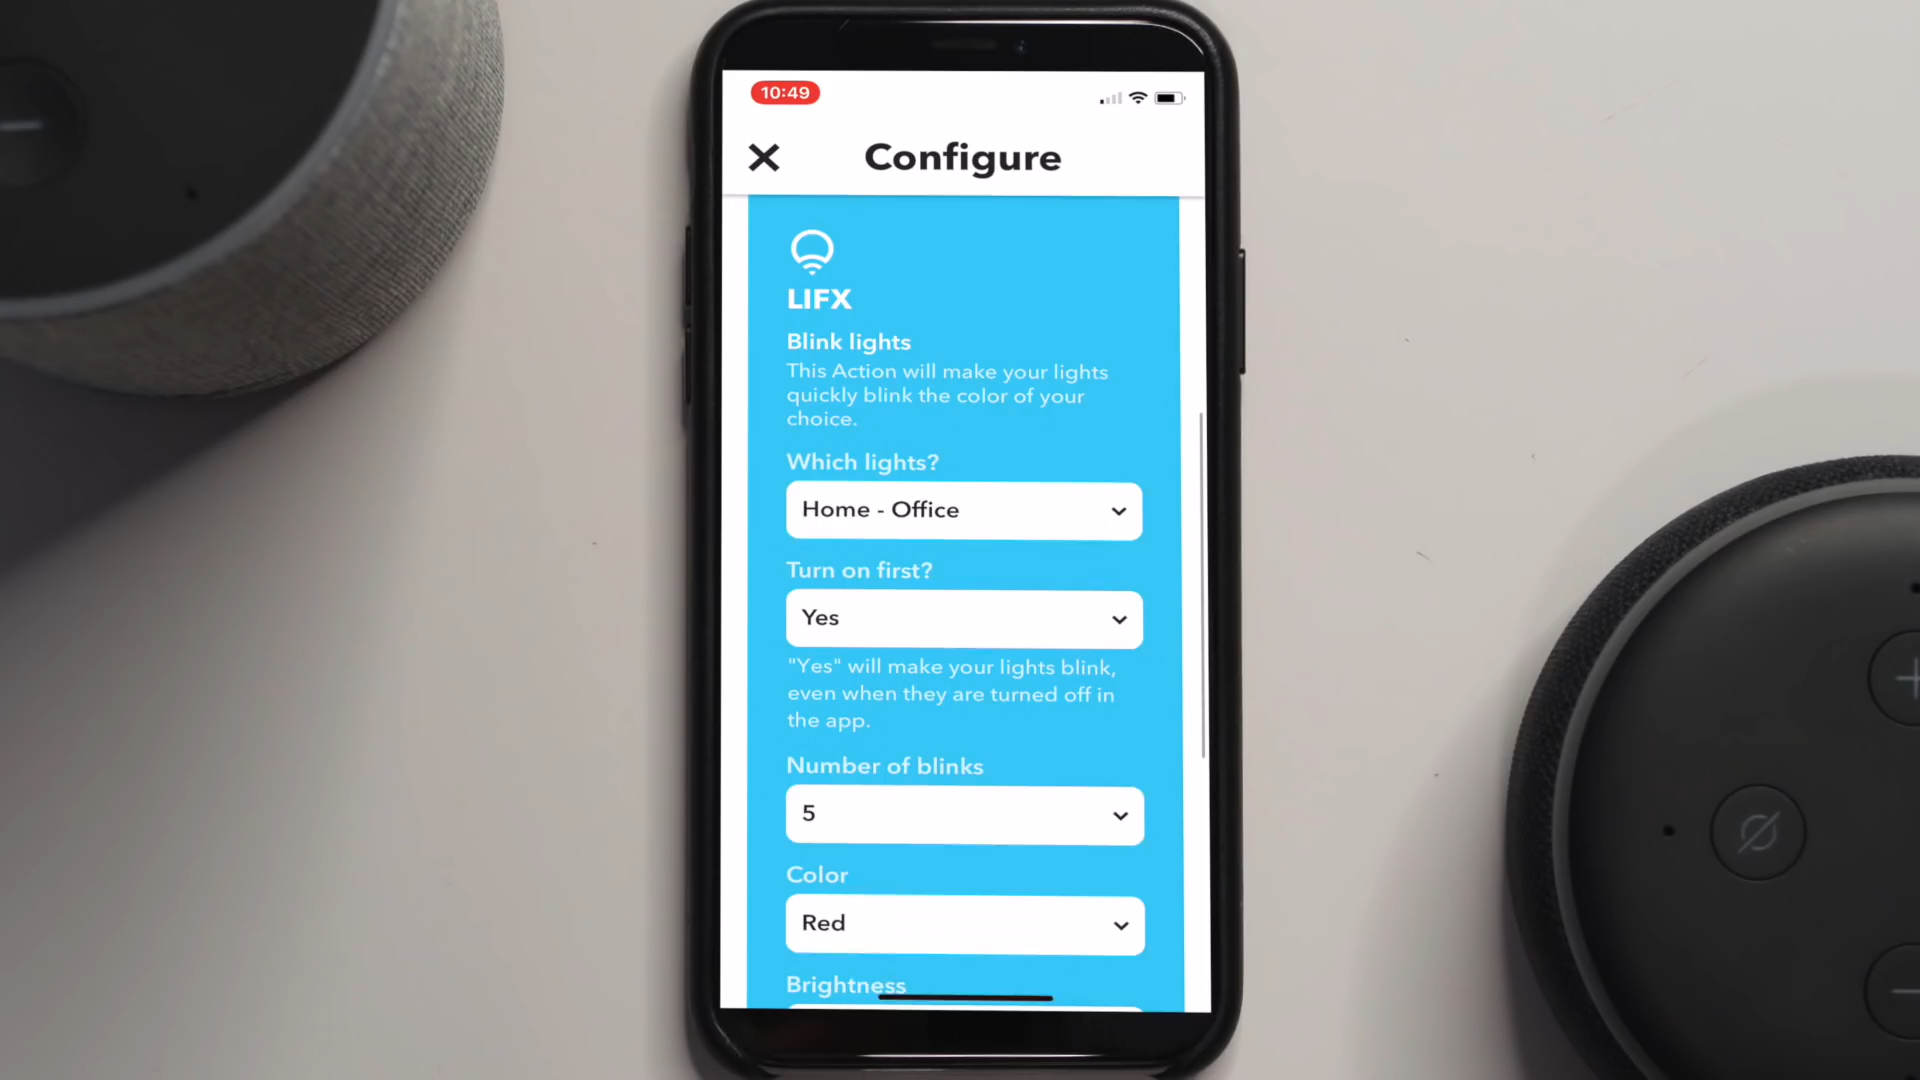 10:49
Configure
LIFX
Blink lights
This Action will make your lights
quickly blink the color of your
choice.
Which lights?
Home - Office
Turn on first?
Yes
"Yes" will make your lights blink,
even when they are turned off in
the app.
Number of blinks
5
Color
Red
Brightness